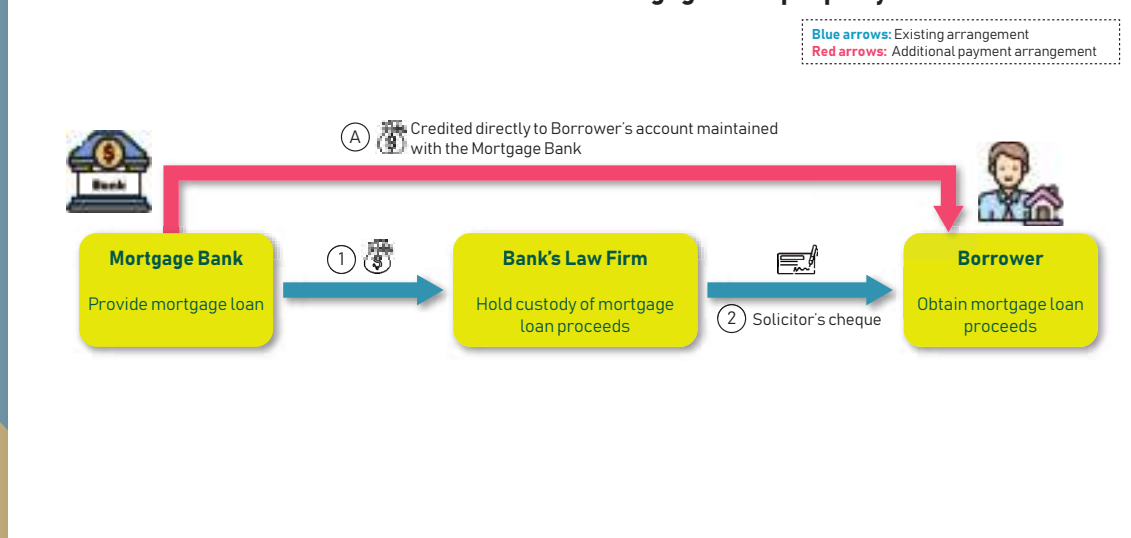 Blue arrows: Existing arrangement
Red arrows: Additional payment arrangement
A Credited directly to Borrower's account maintained
with the Mortgage Bank
$
Bank
Mortgage Bank
Provide mortgage loan
1 $
Bank's Law Firm
Hold custody of mortgage
loan proceeds
2 Solicitor's cheque
Borrower
Obtain mortgage loan
proceeds